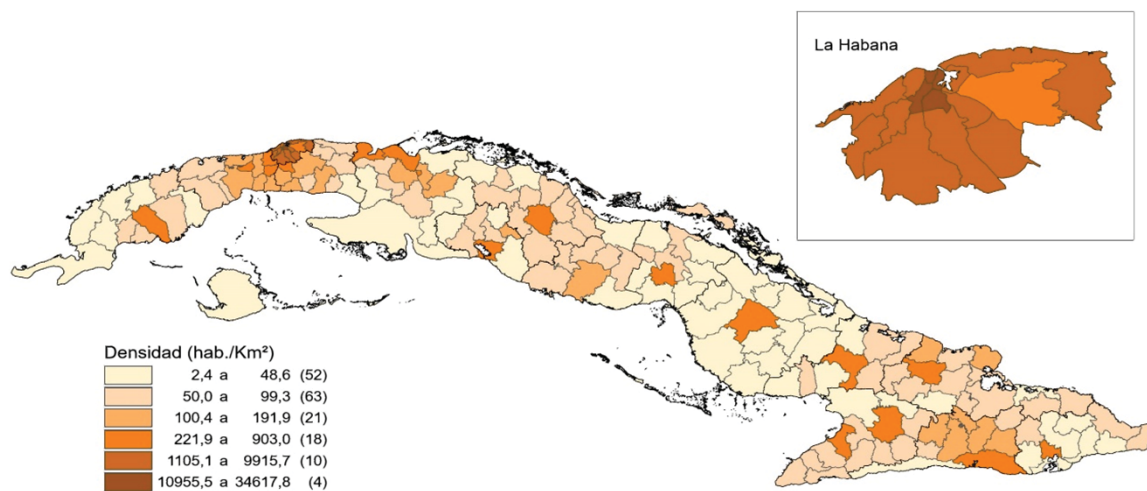 La Habana
Densidad (hab./Km²)
2,4 a 48,6 (52)
50,0 a 99,3 (63)
100,4 a 191,9 (21)
221,9 a 903,0 (18)
1105,1 a 9915,7 (10)
10955,5 a 34617,8 (4)